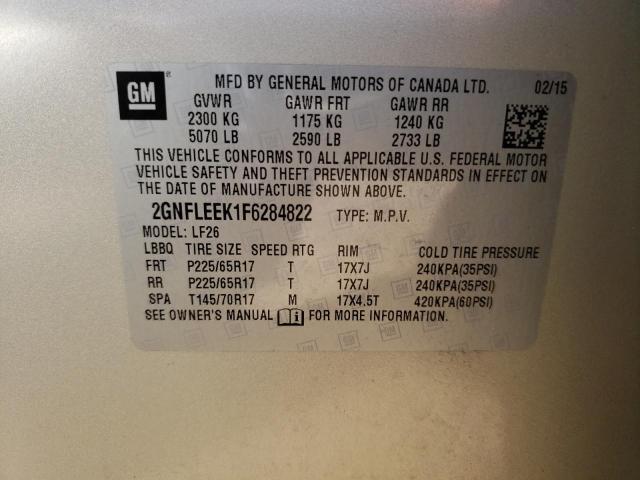 GM ® MFD BY GENERAL MOTORS OF CANADA LTD. 02/15
GVWR GAWR FRT GAWR RR
2300 KG 1175 KG 1240 KG
5070 LB 2590 LB 2733 LB
THIS VEHICLE CONFORMS TO ALL APPLICABLE U.S. FEDERAL MOTOR
VEHICLE SAFETY AND THEFT PREVENTION STANDARDS IN EFFECT ON
THE DATE OF MANUFACTURE SHOWN ABOVE.
2GNFLEEK1F6284822 TYPE: M.P.V.
MODEL: LF26
LBBQ TIRE SIZE SPEED RTG RIM COLD TIRE PRESSURE
FRT P225/65R17 T 17X7J 240KPA(35PSI)
RR P225/65R17 T 17X7J 240KPA(35PSI)
SPA T145/70R17 M 17X4.5T 420KPA(60PSI)
SEE OWNER'S MANUAL i FOR MORE INFORMATION.